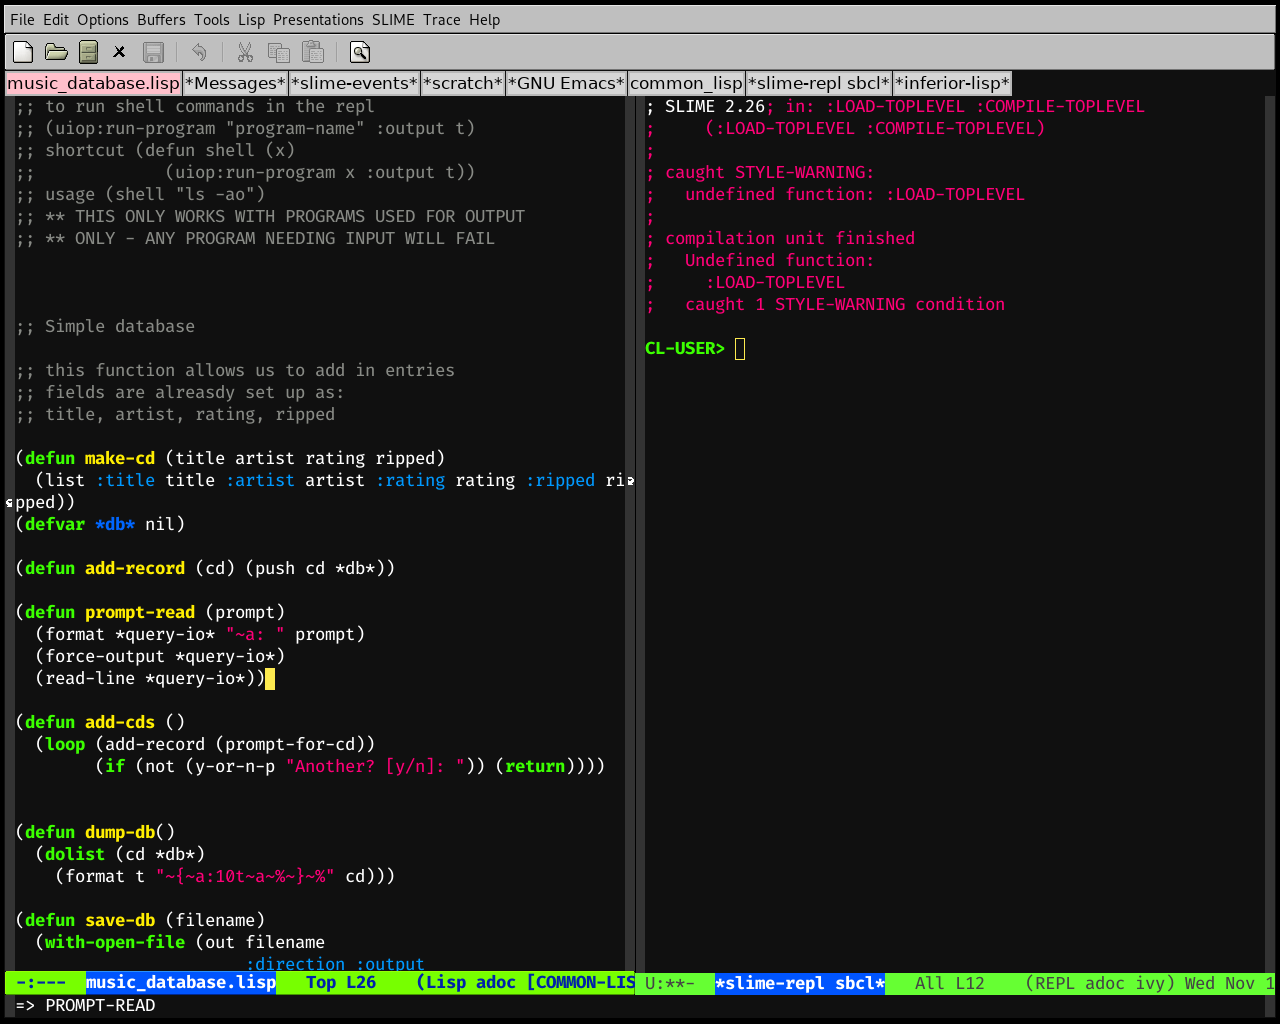 File Edit Options Buffers Tools Lisp Presentations SLIME Trace Help
music_database.lisp *Messages* *slime-events* *scratch* *GNU Emacs* common_lisp *slime-repl sbcl* *inferior-lisp*
;; to run shell commands in the repl
;; (uiop:run-program "program-name" :output t)
;; shortcut (defun shell (x)
;;             (uiop:run-program x :output t))
;; usage (shell "ls -ao")
;; ** THIS ONLY WORKS WITH PROGRAMS USED FOR OUTPUT
;; ** ONLY - ANY PROGRAM NEEDING INPUT WILL FAIL
;; Simple database
;; this function allows us to add in entries
;; fields are alreasdy set up as:
;; title, artist, rating, ripped
(defun make-cd (title artist rating ripped)
  (list :title title :artist artist :rating rating :ripped ri
pped))
(defvar *db* nil)
(defun add-record (cd) (push cd *db*))
(defun prompt-read (prompt)
  (format *query-io* "~a: " prompt)
  (force-output *query-io*)
  (read-line *query-io*))
(defun add-cds ()
  (loop (add-record (prompt-for-cd))
        (if (not (y-or-n-p "Another? [y/n]: ")) (return))))
(defun dump-db()
  (dolist (cd *db*)
    (format t "~{~a:10t~a~%~}~%" cd)))
(defun save-db (filename)
  (with-open-file (out filename
                       :direction :output
-:---  music_database.lisp   Top L26    (Lisp adoc [COMMON-LIS
; SLIME 2.26; in: :LOAD-TOPLEVEL :COMPILE-TOPLEVEL
;     (:LOAD-TOPLEVEL :COMPILE-TOPLEVEL)
;
; caught STYLE-WARNING:
;   undefined function: :LOAD-TOPLEVEL
;
; compilation unit finished
;   Undefined function:
;     :LOAD-TOPLEVEL
;   caught 1 STYLE-WARNING condition
CL-USER>
U:**-  *slime-repl sbcl*   All L12    (REPL adoc ivy) Wed Nov 1
=> PROMPT-READ